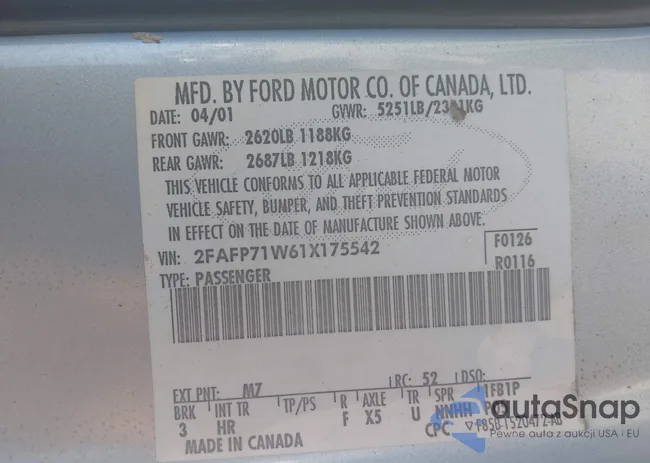 MFD. BY FORD MOTOR CO. OF CANADA, LTD.
DATE: 04/01 GVWR: 5251LB/2381KG
FRONT GAWR: 2620LB 1188KG
REAR GAWR: 2687LB 1218KG
THIS VEHICLE CONFORMS TO ALL APPLICABLE FEDERAL MOTOR
VEHICLE SAFETY, BUMPER, AND THEFT PREVENTION STANDARDS
IN EFFECT ON THE DATE OF MANUFACTURE SHOWN ABOVE.
VIN: 2FAFP71W61X175542 F0126
TYPE: PASSENGER R0116
EXT PNT: M7 RC: 52 DSO:
BRK INT TR TP/PS R AXLE TR SPR 1FB1P
3 HR F X5 U NNHH
MADE IN CANADA CPC
autaSnap
Pewne auta z aukcji USA i EU